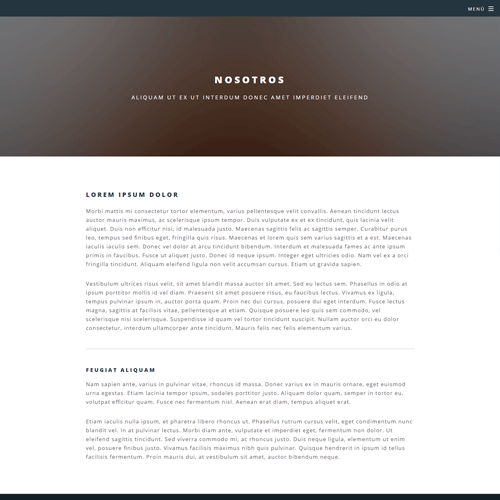 MENÚ
NOSOTROS
ALIQUAM UT EX UT INTERDUM DONEC AMET IMPERDIET ELEIFEND
LOREM IPSUM DOLOR
Morbi mattis mi consectetur tortor elementum, varius pellentesque velit convallis. Aenean tincidunt lectus
auctor mauris maximus, ac scelerisque ipsum tempor. Duis vulputate ex et ex tincidunt, quis lacinia velit
aliquet. Duis non efficitur nisi, id malesuada justo. Maecenas sagittis felis ac sagittis semper. Curabitur purus
leo, tempus sed finibus eget, fringilla quis risus. Maecenas et lorem quis sem varius sagittis et a est. Maecenas
iaculis iaculis sem. Donec vel dolor at arcu tincidunt bibendum. Interdum et malesuada fames ac ante ipsum
primis in faucibus. Fusce ut aliquet justo. Donec id neque ipsum. Integer eget ultricies odio. Nam vel ex a orci
fringilla tincidunt. Aliquam eleifend ligula non velit accumsan cursus. Etiam ut gravida sapien.
Vestibulum ultrices risus velit, sit amet blandit massa auctor sit amet. Sed eu lectus sem. Phasellus in odio at
ipsum porttitor mollis id vel diam. Praesent sit amet posuere risus, eu faucibus lectus. Vivamus ex ligula,
tempus pulvinar ipsum in, auctor porta quam. Proin nec dui cursus, posuere dui eget interdum. Fusce lectus
magna, sagittis at facilisis vitae, pellentesque at etiam. Quisque posuere leo quis sem commodo, vel
scelerisque nisi scelerisque. Suspendisse id quam vel tortor tincidunt suscipit. Nullam auctor orci eu dolor
consectetur, interdum ullamcorper ante tincidunt. Mauris felis nec felis elementum varius.
FEUGIAT ALIQUAM
Nam sapien ante, varius in pulvinar vitae, rhoncus id massa. Donec varius ex in mauris ornare, eget euismod
urna egestas. Etiam lacinia tempor ipsum, sodales porttitor justo. Aliquam dolor quam, semper in tortor eu,
volutpat efficitur quam. Fusce nec fermentum nisl. Aenean erat diam, tempus aliquet erat.
Etiam iaculis nulla ipsum, et pharetra libero rhoncus ut. Phasellus rutrum cursus velit, eget condimentum nunc
blandit vel. In at pulvinar lectus. Morbi diam ante, vulputate et imperdiet eget, fermentum non dolor. Ut
eleifend sagittis tincidunt. Sed viverra commodo mi, ac rhoncus justo. Duis neque ligula, elementum ut enim
vel, posuere finibus justo. Vivamus facilisis maximus nibh quis pulvinar. Quisque hendrerit in ipsum id tellus
facilisis fermentum. Proin mauris dui, at vestibulum sit amet, auctor bibendum neque.